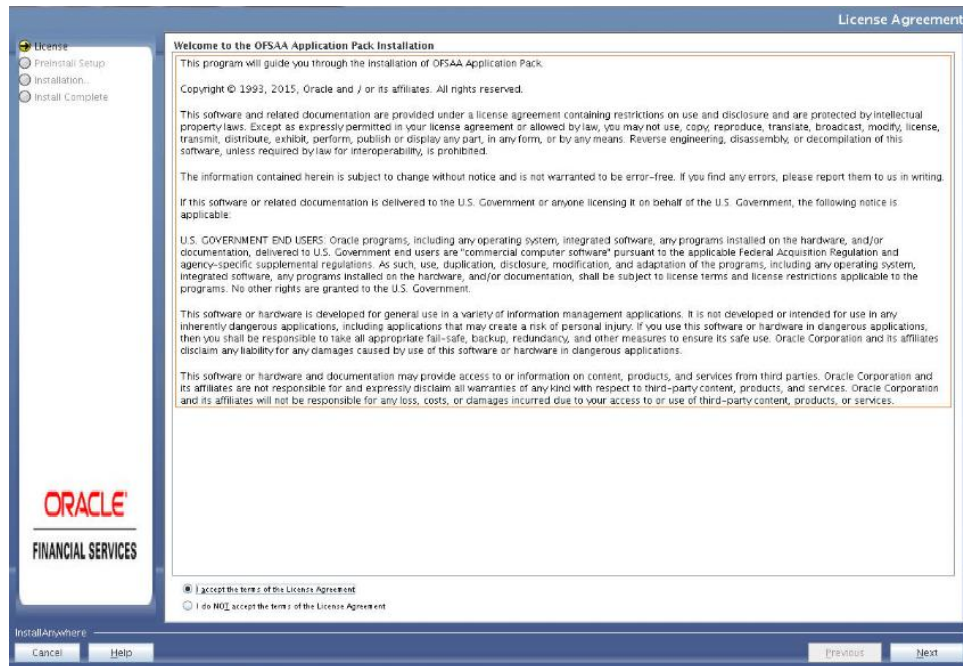 License Agreement
License
Preinstall Setup
Installation...
Install Complete
Welcome to the OFSAA Application Pack Installation
This program will guide you through the installation of OFSAA Application Pack.
Copyright © 1993, 2015, Oracle and / or its affiliates. All rights reserved.
This software and related documentation are provided under a license agreement containing restrictions on use and disclosure and are protected by intellectual
property laws. Except as expressly permitted in your license agreement or allowed by law, you may not use, copy, reproduce, translate, broadcast, modify, license,
transmit, distribute, exhibit, perform, publish or display any part, in any form, or by any means. Reverse engineering, disassembly, or decompilation of this
software, unless required by law for interoperability, is prohibited.
The information contained herein is subject to change without notice and is not warranted to be error-free. If you find any errors, please report them to us in writing.
If this software or related documentation is delivered to the U.S. Government or anyone licensing it on behalf of the U.S. Government, the following notice is
applicable:
U.S. GOVERNMENT END USERS: Oracle programs, including any operating system, integrated software, any programs installed on the hardware, and/or
documentation, delivered to U.S. Government end users are "commercial computer software" pursuant to the applicable Federal Acquisition Regulation and
agency-specific supplemental regulations. As such, use, duplication, disclosure, modification, and adaptation of the programs, including any operating system,
integrated software, any programs installed on the hardware, and/or documentation, shall be subject to license terms and license restrictions applicable to the
programs. No other rights are granted to the U.S. Government.
This software or hardware is developed for general use in a variety of information management applications. It is not developed or intended for use in any
inherently dangerous applications, including applications that may create a risk of personal injury. If you use this software or hardware in dangerous applications,
then you shall be responsible to take all appropriate fail-safe, backup, redundancy, and other measures to ensure its safe use. Oracle Corporation and its affiliates
disclaim any liability for any damages caused by use of this software or hardware in dangerous applications.
This software or hardware and documentation may provide access to or information on content, products, and services from third parties. Oracle Corporation and
its affiliates are not responsible for and expressly disclaim all warranties of any kind with respect to third-party content, products, and services. Oracle Corporation
and its affiliates will not be responsible for any loss, costs, or damages incurred due to your access to or use of third-party content, products, or services.
ORACLE
FINANCIAL SERVICES
I accept the terms of the License Agreement
I do NOT accept the terms of the License Agreement
InstallAnywhere
Cancel
Help
Previous
Next